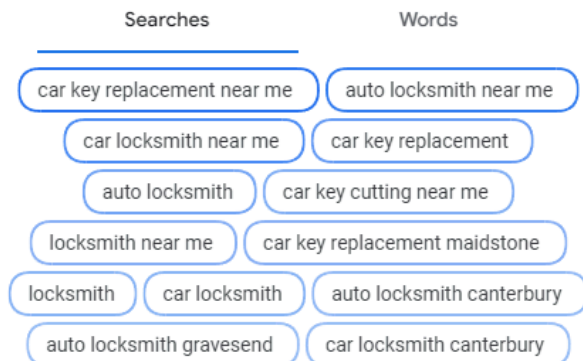 Searches Words
car key replacement near me auto locksmith near me
car locksmith near me car key replacement
auto locksmith car key cutting near me
locksmith near me car key replacement maidstone
locksmith car locksmith auto locksmith canterbury
auto locksmith gravesend car locksmith canterbury